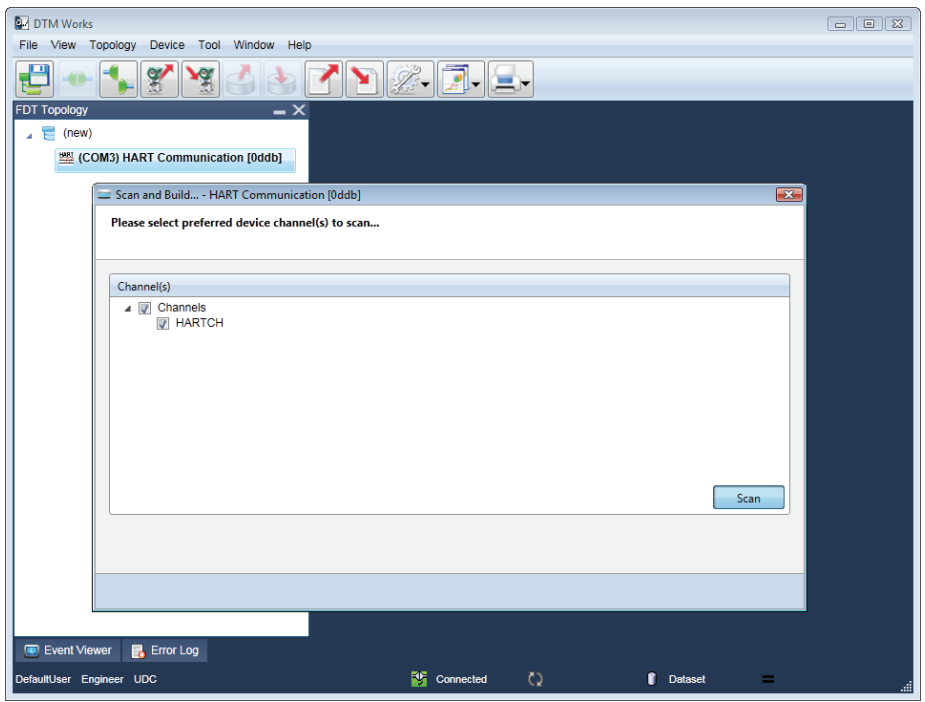 DTM Works
File View Topology Device Tool Window Help
FDT Topology
(new)
HART (COM3) HART Communication [0ddb]
Scan and Build... - HART Communication [0ddb]
Please select preferred device channel(s) to scan...
Channel(s)
Channels
HARTCH
Scan
Event Viewer Error Log
DefaultUser Engineer UDC Connected Dataset